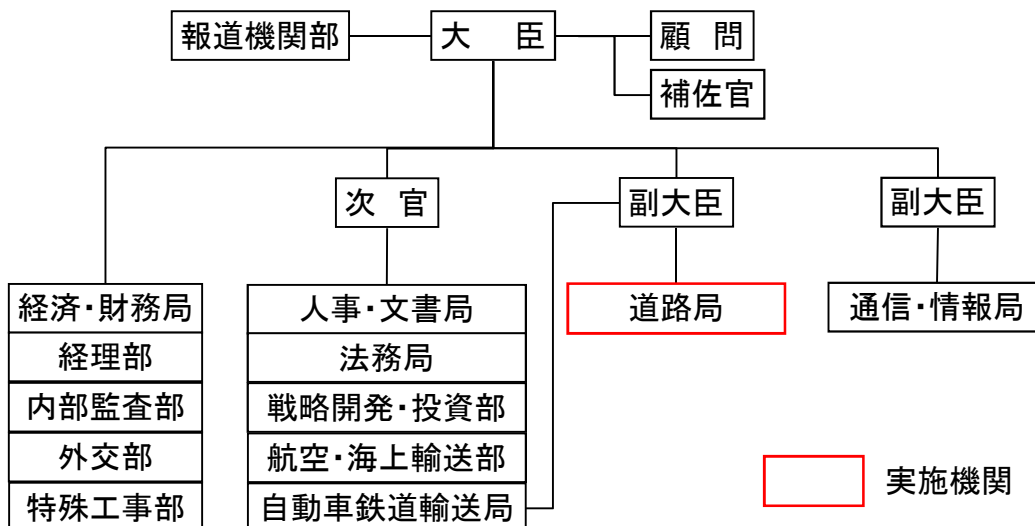 報道機関部
大　臣
顧　問
補佐官
次　官
副大臣
副大臣
経済・財務局
経理部
内部監査部
外交部
特殊工事部
人事・文書局
法務局
戦略開発・投資部
航空・海上輸送部
自動車鉄道輸送局
道路局
通信・情報局
実施機関